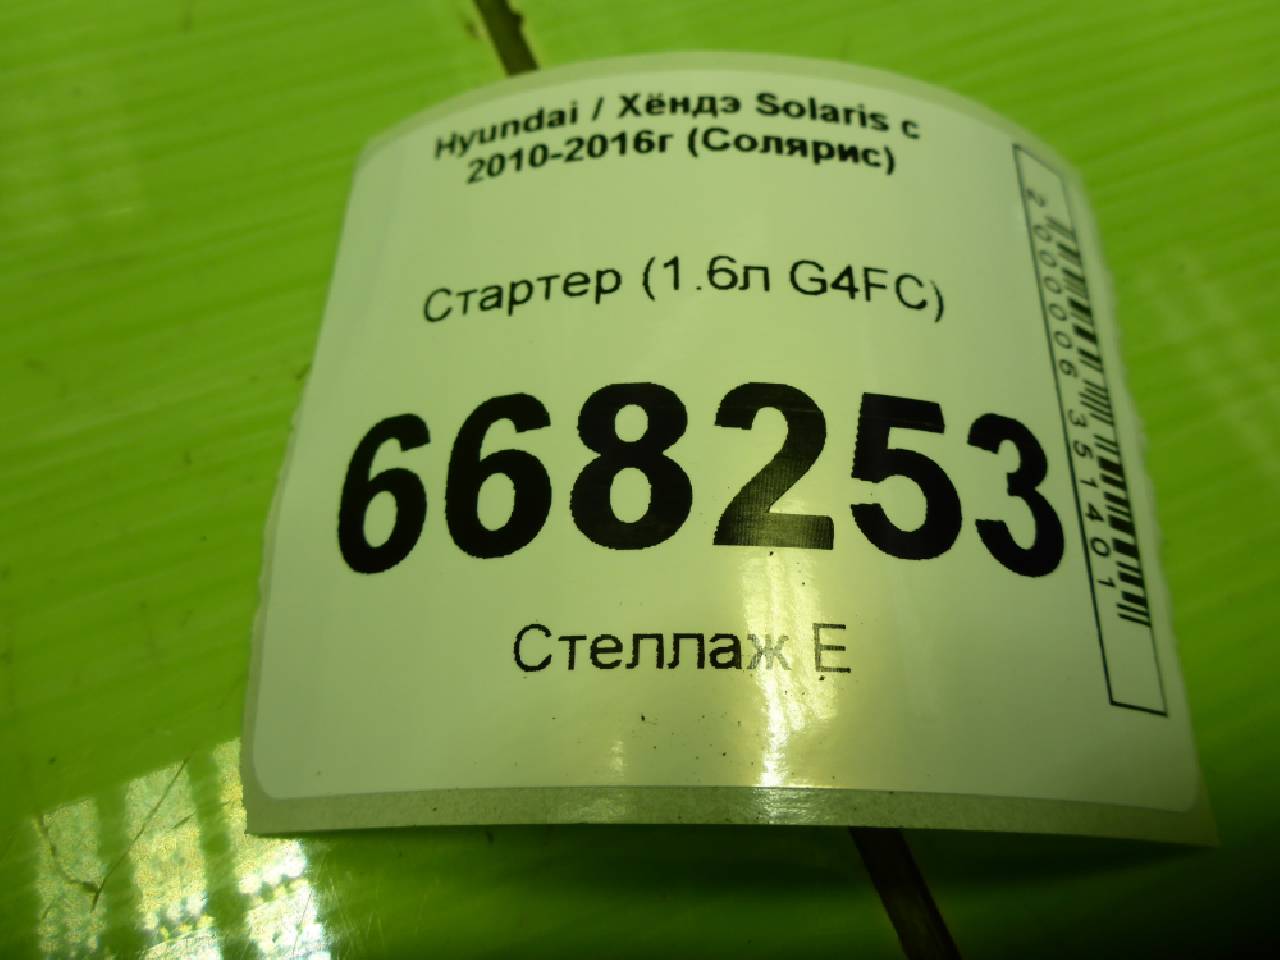 Hyundai / Хёндэ Solaris с
2010-2016г (Солярис)
Стартер (1.6л G4FC)
668253
Стеллаж Е
2000006351401